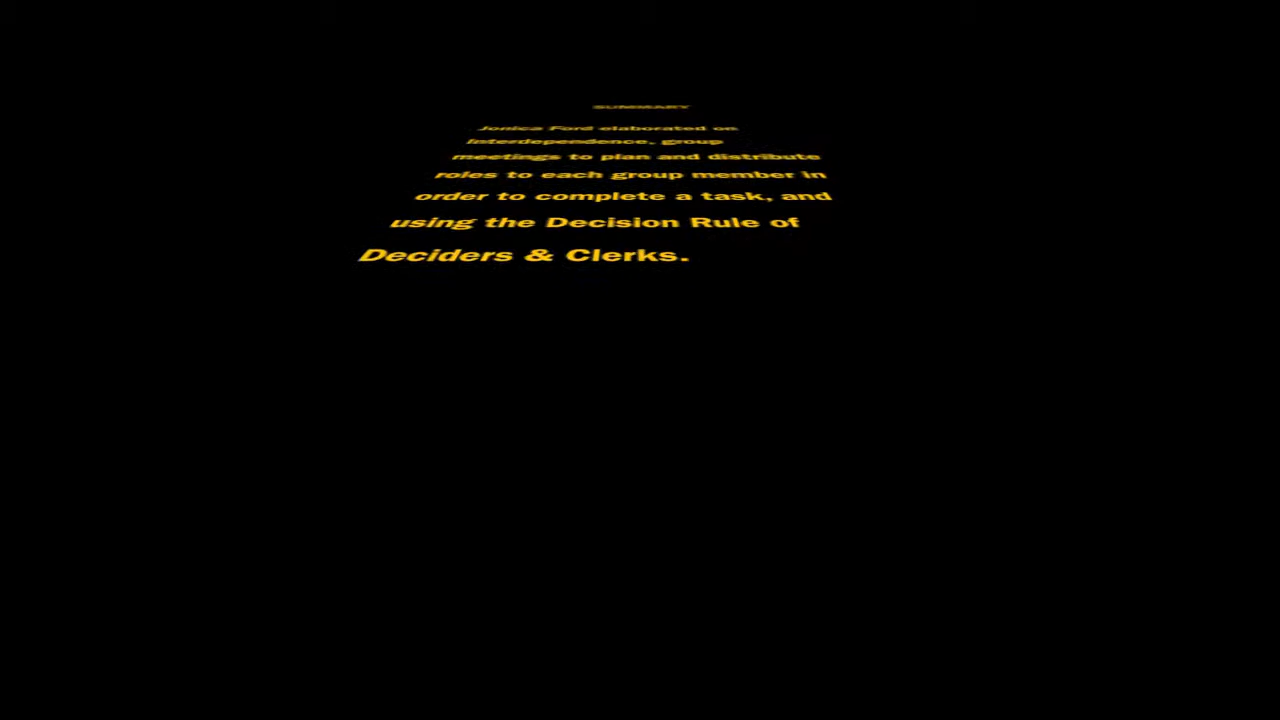 SUMMARY
Jonica Ford elaborated on
Interdependence, group
meetings to plan and distribute
roles to each group member in
order to complete a task, and
using the Decision Rule of
Deciders & Clerks.